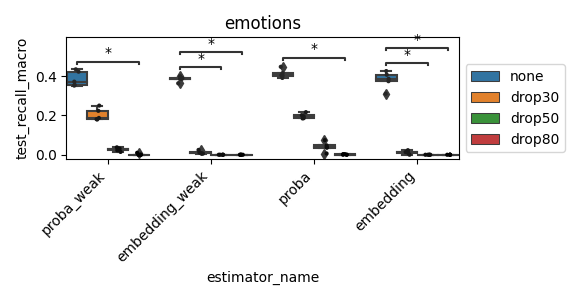 emotions
test_recall_macro
0.4
0.2
0.0
*
*
*
*
*
*
proba_weak
embedding_weak
proba
embedding
estimator_name
none
drop30
drop50
drop80